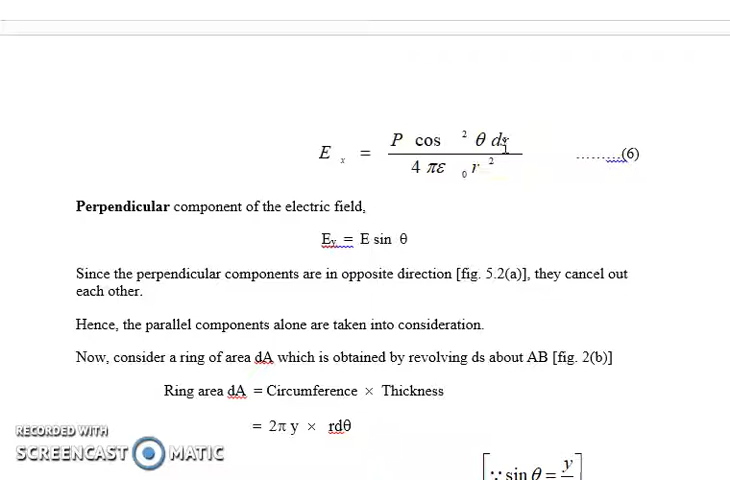 E x = P cos 2 θ ds / 4 πε 0 r 2 .........(6)
Perpendicular component of the electric field,
Ey = E sin θ
Since the perpendicular components are in opposite direction [fig. 5.2(a)], they cancel out
each other.
Hence, the parallel components alone are taken into consideration.
Now, consider a ring of area dA which is obtained by revolving ds about AB [fig. 2(b)]
Ring area dA = Circumference × Thickness
= 2π y × rdθ
RECORDED WITH
SCREENCAST MATIC
[∵ sin θ = y